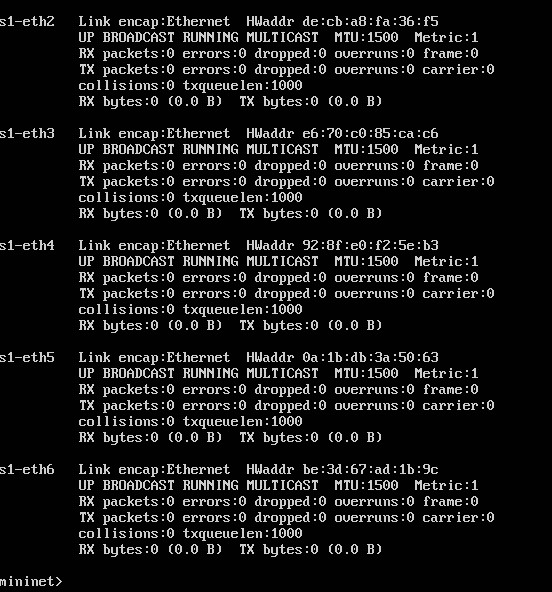 s1-eth2   Link encap:Ethernet  HWaddr de:cb:a8:fa:36:f5
          UP BROADCAST RUNNING MULTICAST  MTU:1500  Metric:1
          RX packets:0 errors:0 dropped:0 overruns:0 frame:0
          TX packets:0 errors:0 dropped:0 overruns:0 carrier:0
          collisions:0 txqueuelen:1000
          RX bytes:0 (0.0 B)  TX bytes:0 (0.0 B)

s1-eth3   Link encap:Ethernet  HWaddr e6:70:c0:85:ca:c6
          UP BROADCAST RUNNING MULTICAST  MTU:1500  Metric:1
          RX packets:0 errors:0 dropped:0 overruns:0 frame:0
          TX packets:0 errors:0 dropped:0 overruns:0 carrier:0
          collisions:0 txqueuelen:1000
          RX bytes:0 (0.0 B)  TX bytes:0 (0.0 B)

s1-eth4   Link encap:Ethernet  HWaddr 92:8f:e0:f2:5e:b3
          UP BROADCAST RUNNING MULTICAST  MTU:1500  Metric:1
          RX packets:0 errors:0 dropped:0 overruns:0 frame:0
          TX packets:0 errors:0 dropped:0 overruns:0 carrier:0
          collisions:0 txqueuelen:1000
          RX bytes:0 (0.0 B)  TX bytes:0 (0.0 B)

s1-eth5   Link encap:Ethernet  HWaddr 0a:1b:db:3a:50:63
          UP BROADCAST RUNNING MULTICAST  MTU:1500  Metric:1
          RX packets:0 errors:0 dropped:0 overruns:0 frame:0
          TX packets:0 errors:0 dropped:0 overruns:0 carrier:0
          collisions:0 txqueuelen:1000
          RX bytes:0 (0.0 B)  TX bytes:0 (0.0 B)

s1-eth6   Link encap:Ethernet  HWaddr be:3d:67:ad:1b:9c
          UP BROADCAST RUNNING MULTICAST  MTU:1500  Metric:1
          RX packets:0 errors:0 dropped:0 overruns:0 frame:0
          TX packets:0 errors:0 dropped:0 overruns:0 carrier:0
          collisions:0 txqueuelen:1000
          RX bytes:0 (0.0 B)  TX bytes:0 (0.0 B)

mininet>